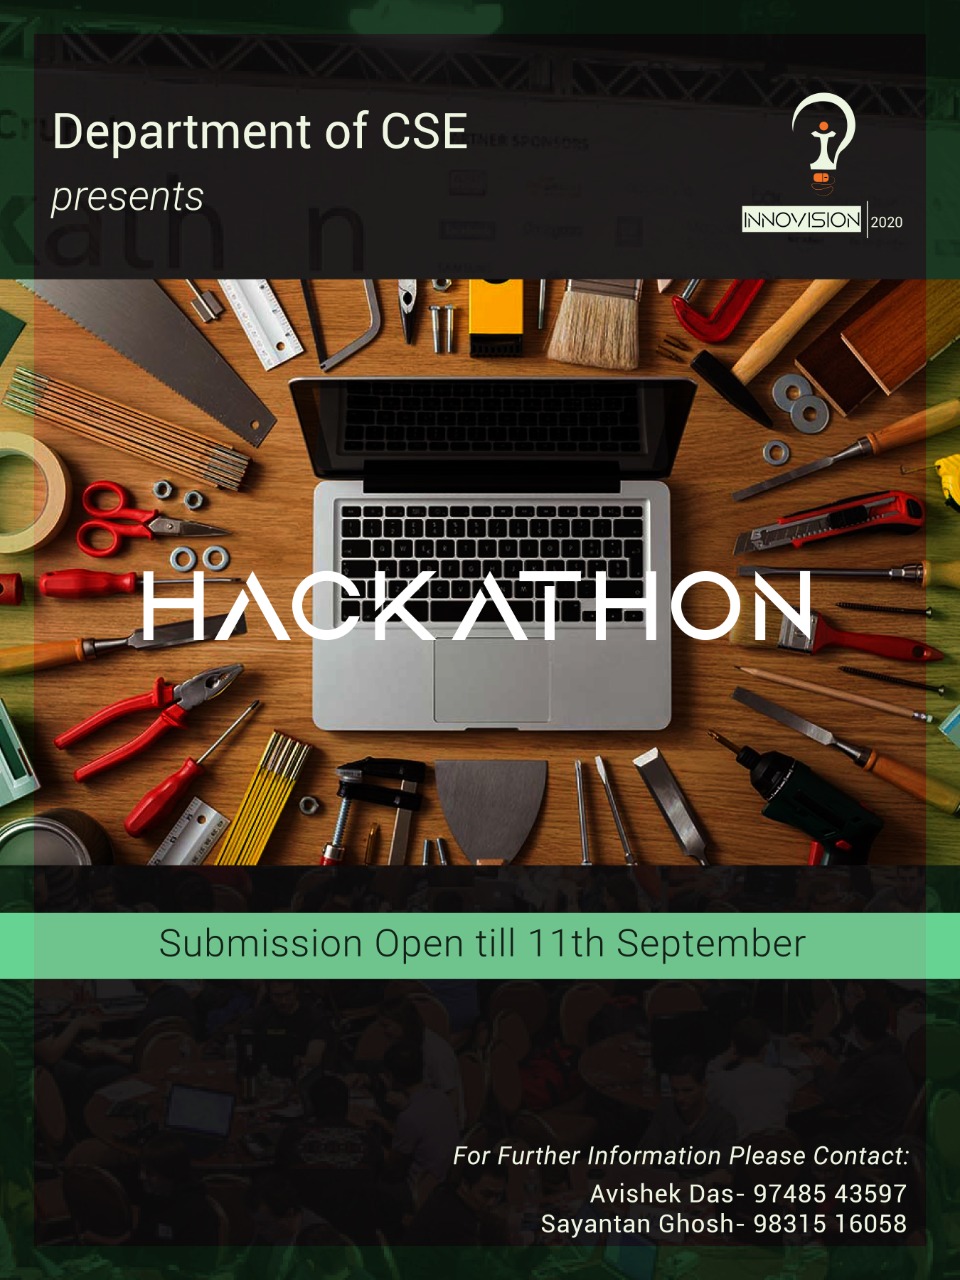 Department of CSE
presents
INNOVISION 2020
HACKATHON
Submission Open till 11th September
For Further Information Please Contact:
Avishek Das- 97485 43597
Sayantan Ghosh- 98315 16058